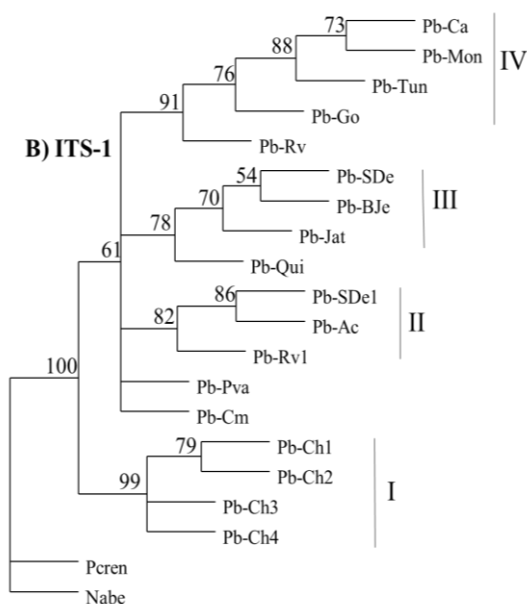 73
Pb-Ca
88
Pb-Mon
IV
76
Pb-Tun
91
Pb-Go
B) ITS-1
Pb-Rv
54
Pb-SDe
70
Pb-BJe
III
78
Pb-Jat
61
Pb-Qui
86
Pb-SDe1
82
Pb-Ac
II
Pb-Rv1
100
Pb-Pva
Pb-Cm
79
Pb-Ch1
99
Pb-Ch2
I
Pb-Ch3
Pb-Ch4
Pcren
Nabe